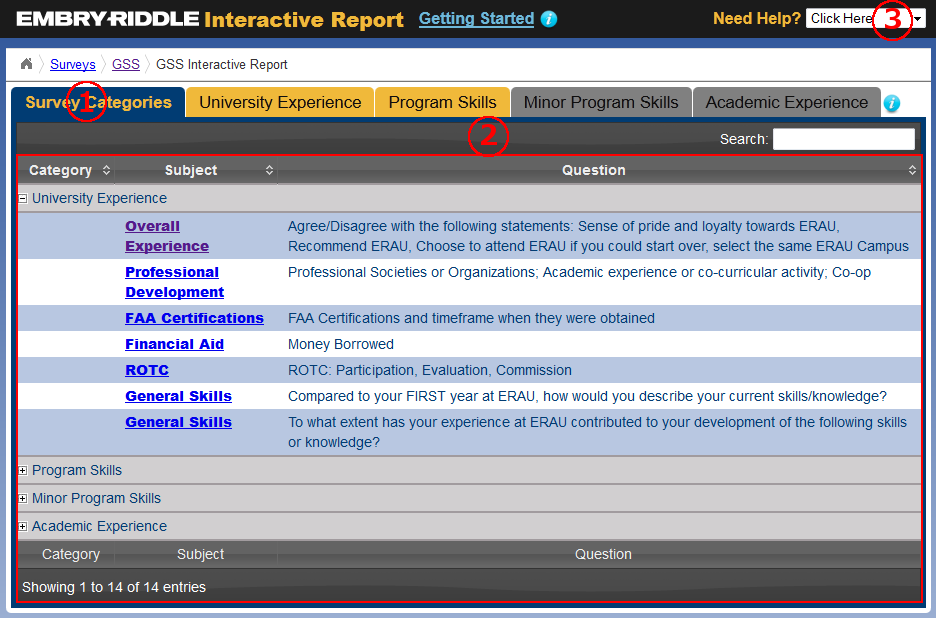 EMBRY-RIDDLE Interactive Report Getting Started i Need Help? Click Here 3
Surveys GSS GSS Interactive Report
Survey Categories 1 University Experience Program Skills Minor Program Skills Academic Experience i
2
Search:
Category Subject Question
University Experience
Overall Agree/Disagree with the following statements: Sense of pride and loyalty towards ERAU,
Experience Recommend ERAU, Choose to attend ERAU if you could start over, select the same ERAU Campus
Professional Professional Societies or Organizations; Academic experience or co-curricular activity; Co-op
Development
FAA Certifications FAA Certifications and timeframe when they were obtained
Financial Aid Money Borrowed
ROTC ROTC: Participation, Evaluation, Commission
General Skills Compared to your FIRST year at ERAU, how would you describe your current skills/knowledge?
General Skills To what extent has your experience at ERAU contributed to your development of the following skills
or knowledge?
Program Skills
Minor Program Skills
Academic Experience
Category Subject Question
Showing 1 to 14 of 14 entries